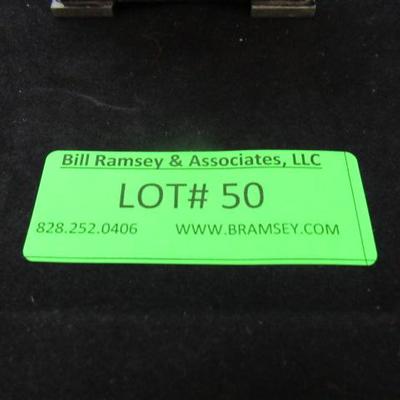 Bill Ramsey & Associates, LLC
LOT# 50
828.252.0406 WWW.BRAMSEY.COM